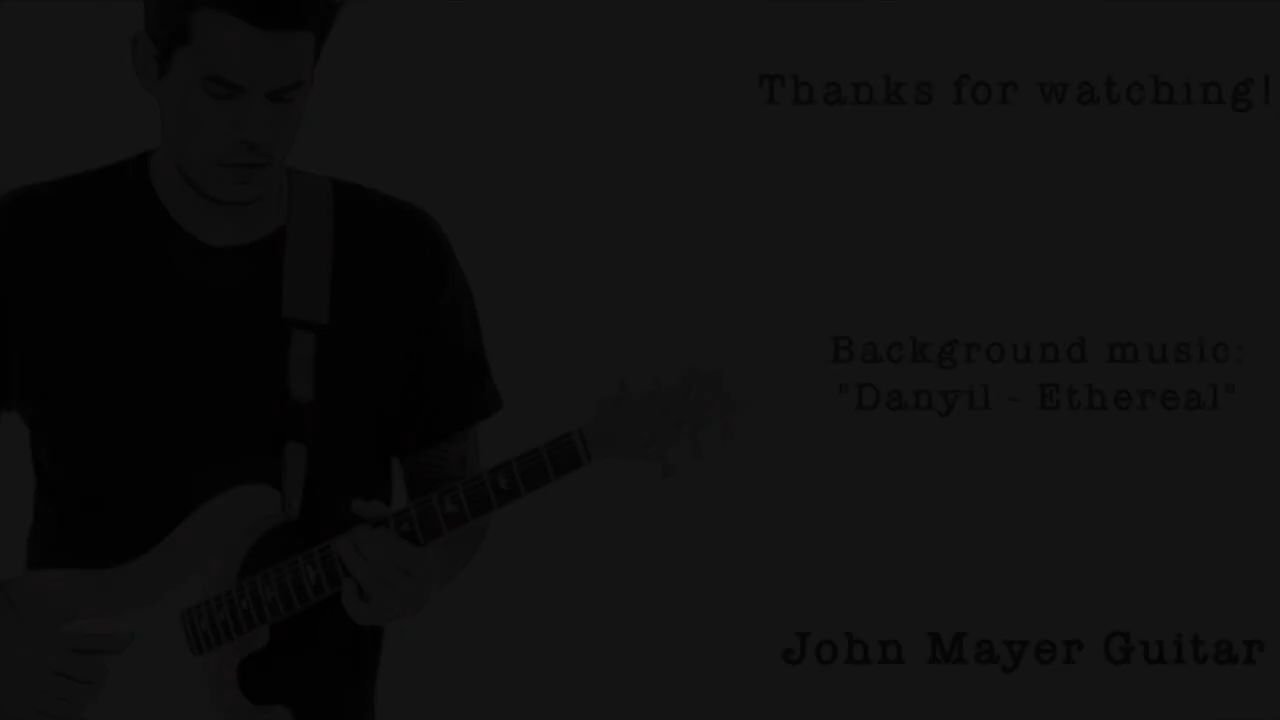 Thanks for watching!
Background music:
"Danyil - Ethereal"
John Mayer Guitar